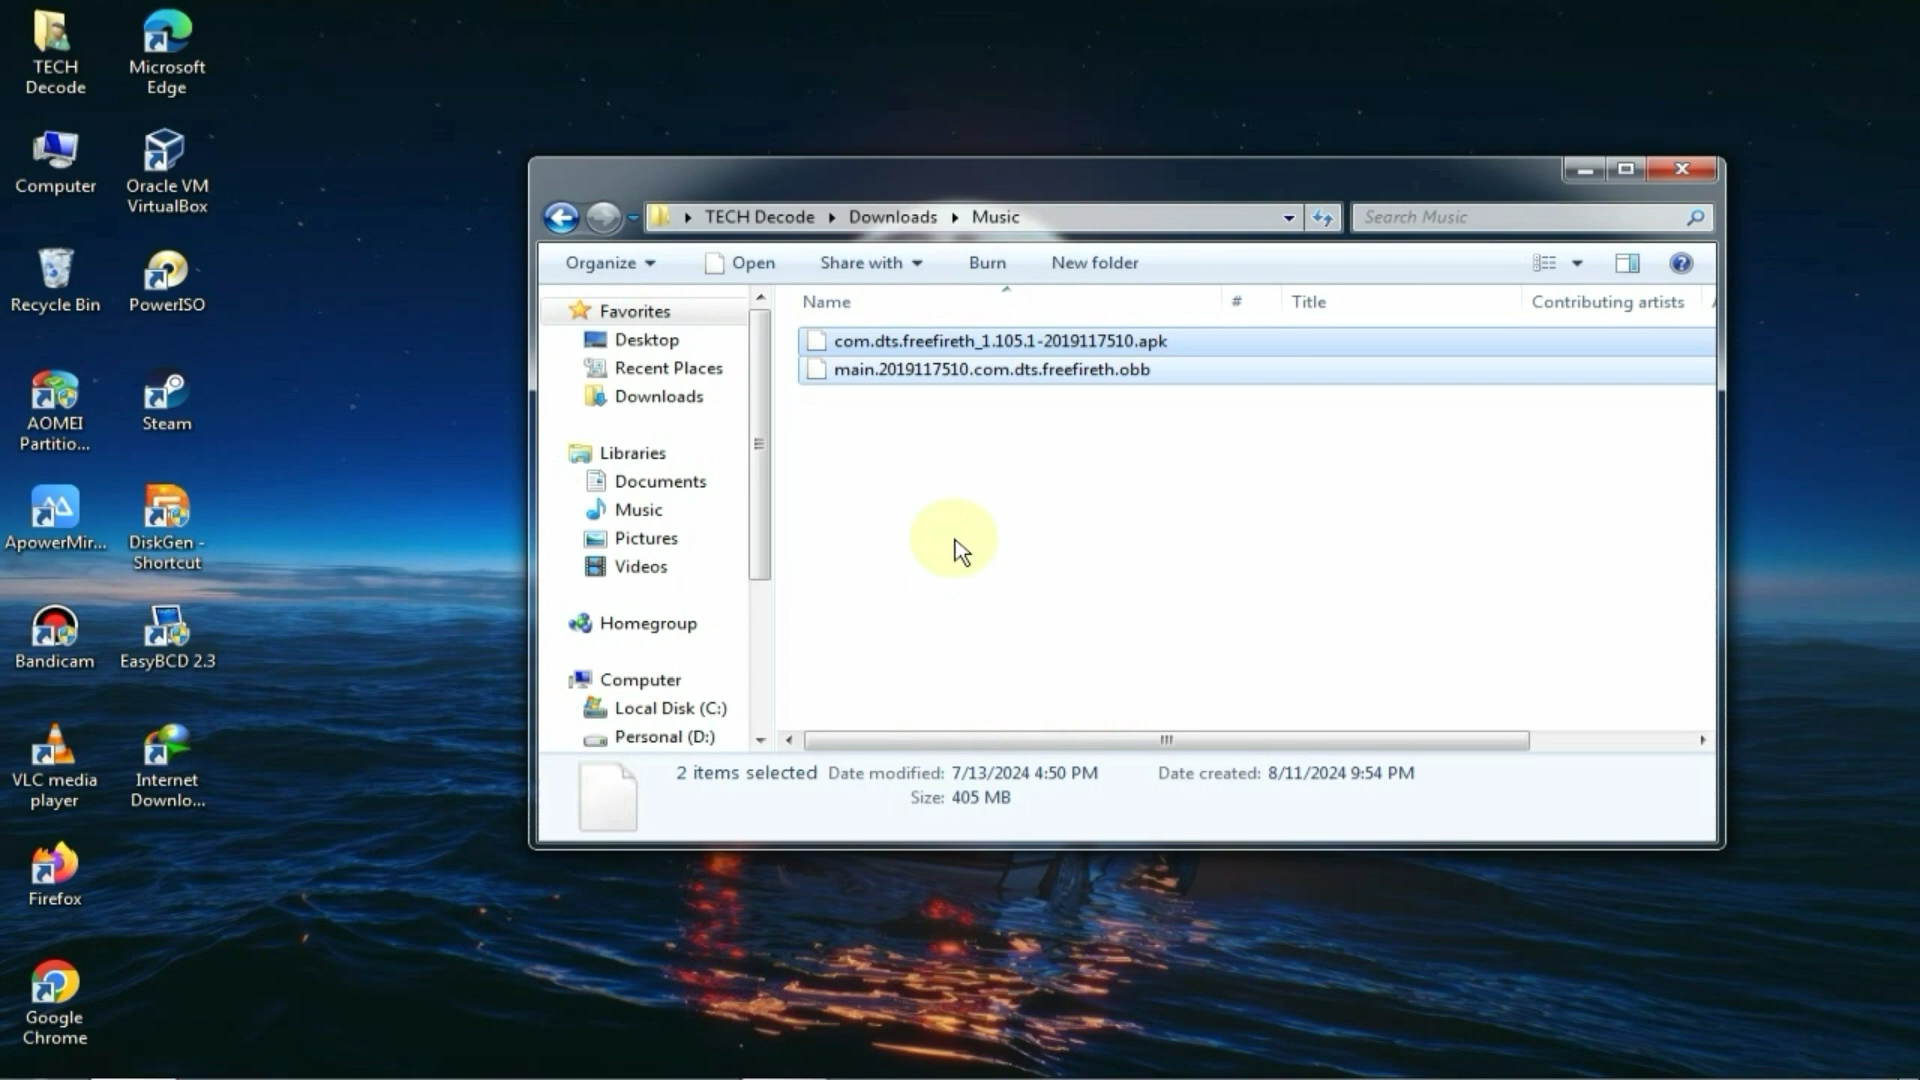 TECH
Decode
Microsoft
Edge
Computer
Oracle VM
VirtualBox
Recycle Bin
PowerISO
AOMEI
Partitio...
Steam
ApowerMir...
DiskGen -
Shortcut
Bandicam
EasyBCD 2.3
VLC media
player
Internet
Downlo...
Firefox
Google
Chrome
TECH Decode
Downloads
Music
Search Music
Organize
Open
Share with
Burn
New folder
Favorites
Desktop
Recent Places
Downloads
Libraries
Documents
Music
Pictures
Videos
Homegroup
Computer
Local Disk (C:)
Personal (D:)
Name # Title Contributing artists
com.dts.freefireth_1.105.1-2019117510.apk
main.2019117510.com.dts.freefireth.obb
2 items selected Date modified: 7/13/2024 4:50 PM Date created: 8/11/2024 9:54 PM
Size: 405 MB